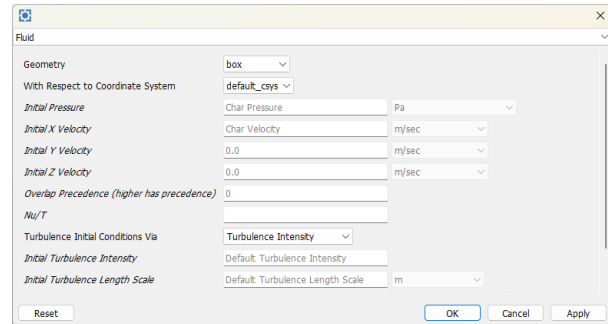 Fluid
Geometry box
With Respect to Coordinate System default_csys
Initial Pressure Char Pressure Pa
Initial X Velocity Char Velocity m/sec
Initial Y Velocity 0.0 m/sec
Initial Z Velocity 0.0 m/sec
Overlap Precedence (higher has precedence) 0
Nu/T
Turbulence Initial Conditions Via Turbulence Intensity
Initial Turbulence Intensity Default Turbulence Intensity
Initial Turbulence Length Scale Default Turbulence Length Scale m
Reset OK Cancel Apply